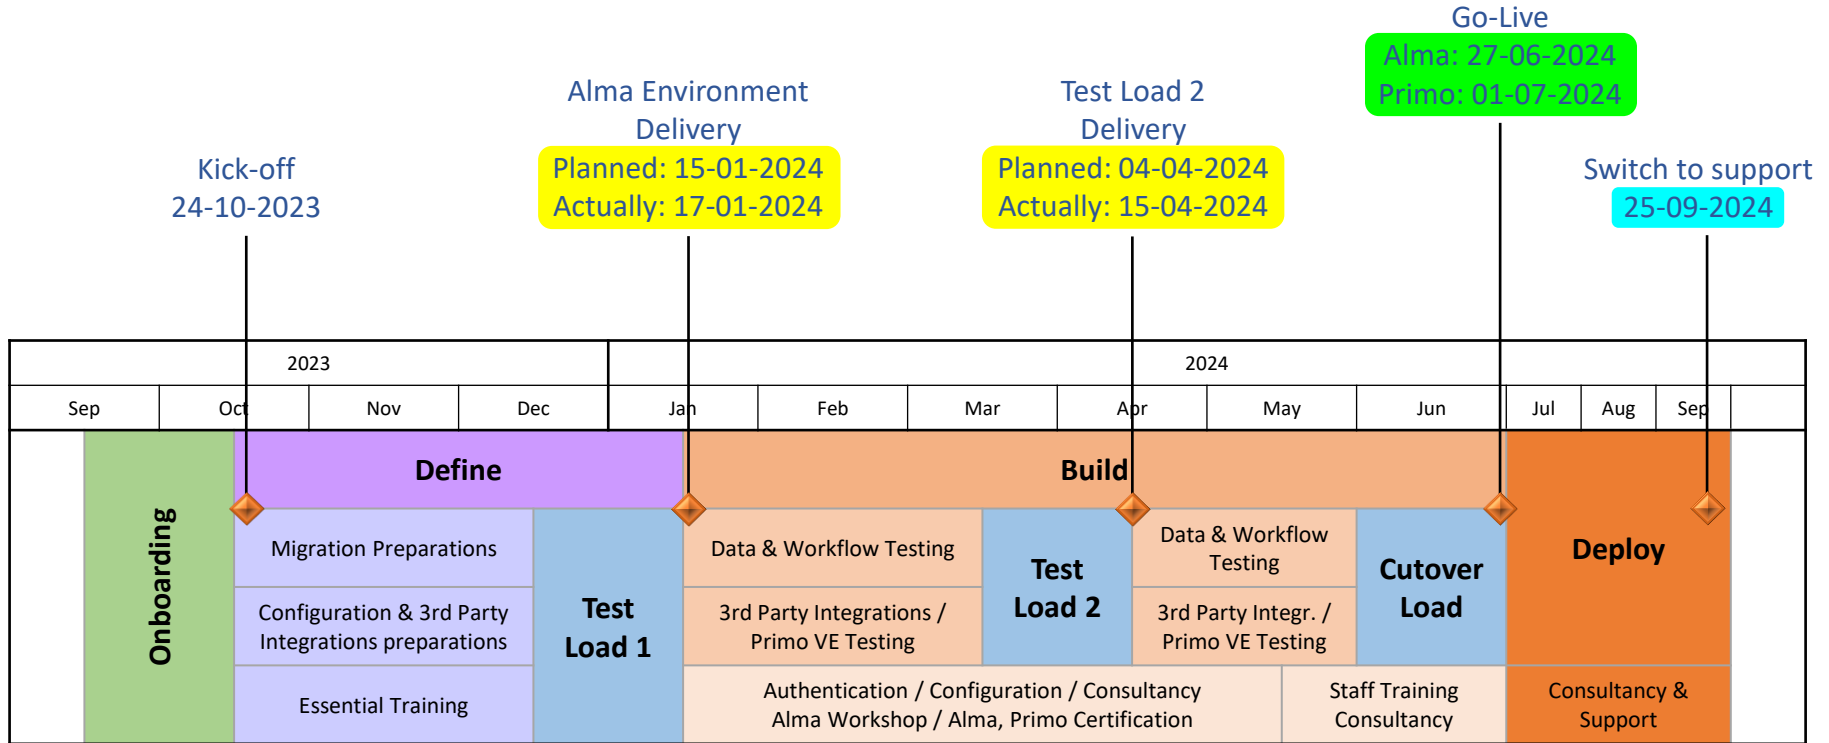 Go-Live
Alma: 27-06-2024
Primo: 01-07-2024
Alma Environment
Delivery
Planned: 15-01-2024
Actually: 17-01-2024
Test Load 2
Delivery
Planned: 04-04-2024
Actually: 15-04-2024
Kick-off
24-10-2023
Switch to support
25-09-2024
2023
2024
Sep
Oct
Nov
Dec
Jan
Feb
Mar
Apr
May
Jun
Jul
Aug
Sep
Onboarding
Define
Build
Deploy
Migration Preparations
Configuration & 3rd Party
Integrations preparations
Essential Training
Test
Load 1
Data & Workflow Testing
3rd Party Integrations /
Primo VE Testing
Test
Load 2
Data & Workflow
Testing
3rd Party Integr. /
Primo VE Testing
Cutover
Load
Authentication / Configuration / Consultancy
Alma Workshop / Alma, Primo Certification
Staff Training
Consultancy
Consultancy &
Support